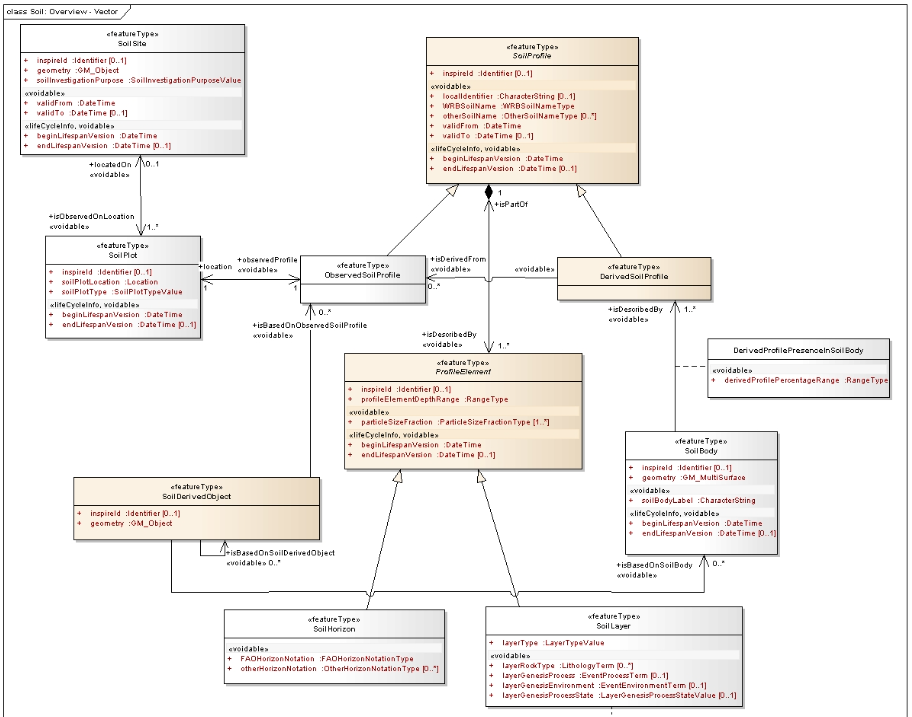 class Soil: Overview - Vector
«featureType»
SoilSite
+ inspireId :Identifier [0..1]
+ geometry :GM_Object
+ soilInvestigationPurpose :SoilInvestigationPurposeValue
«voidable»
+ validFrom :DateTime
+ validTo :DateTime [0..1]
«lifeCycleInfo, voidable»
+ beginLifespanVersion :DateTime
+ endLifespanVersion :DateTime [0..1]
«featureType»
SoilProfile
+ inspireId :Identifier [0..1]
«voidable»
+ localIdentifier :CharacterString [0..1]
+ WRBSoilName :WRBSoilNameType
+ otherSoilName :OtherSoilNameType [0..*]
+ validFrom :DateTime
+ validTo :DateTime [0..1]
«lifeCycleInfo, voidable»
+ beginLifespanVersion :DateTime
+ endLifespanVersion :DateTime [0..1]
+locatedOn 0..1
«voidable»
+isObservedOnLocation
«voidable» 1..*
1
+isPartOf
«featureType»
SoilPlot
+ inspireId :Identifier [0..1]
+ soilPlotLocation :Location
+ soilPlotType :SoilPlotTypeValue
«lifeCycleInfo, voidable»
+ beginLifespanVersion :DateTime
+ endLifespanVersion :DateTime [0..1]
+location
1
+observedProfile
«voidable»
1
«featureType»
ObservedSoilProfile
+isDerivedFrom
«voidable»
0..*
«voidable»
«featureType»
DerivedSoilProfile
0..*
+isBasedOnObservedSoilProfile
«voidable»
+isDescribedBy
«voidable» 1..*
+isDescribedBy 1..*
«voidable»
«featureType»
ProfileElement
+ inspireId :Identifier [0..1]
+ profileElementDepthRange :RangeType
«voidable»
+ particleSizeFraction :ParticleSizeFractionType [1..*]
«lifeCycleInfo, voidable»
+ beginLifespanVersion :DateTime
+ endLifespanVersion :DateTime [0..1]
DerivedProfilePresenceInSoilBody
«voidable»
+ derivedProfilePercentageRange :RangeType
«featureType»
SoilBody
+ inspireId :Identifier [0..1]
+ geometry :GM_MultiSurface
«voidable»
+ soilBodyLabel :CharacterString
«lifeCycleInfo, voidable»
+ beginLifespanVersion :DateTime
+ endLifespanVersion :DateTime [0..1]
«featureType»
SoilDerivedObject
+ inspireId :Identifier [0..1]
+ geometry :GM_Object
+isBasedOnSoilDerivedObject
«voidable» 0..*
+isBasedOnSoilBody 0..*
«voidable»
«featureType»
SoilHorizon
«voidable»
+ FAOHorizonNotation :FAOHorizonNotationType
+ otherHorizonNotation :OtherHorizonNotationType [0..*]
«featureType»
SoilLayer
+ layerType :LayerTypeValue
«voidable»
+ layerRockType :LithologyTerm [0..*]
+ layerGenesisProcess :EventProcessTerm [0..1]
+ layerGenesisEnvironment :EventEnvironmentTerm [0..1]
+ layerGenesisProcessState :LayerGenesisProcessStateValue [0..1]